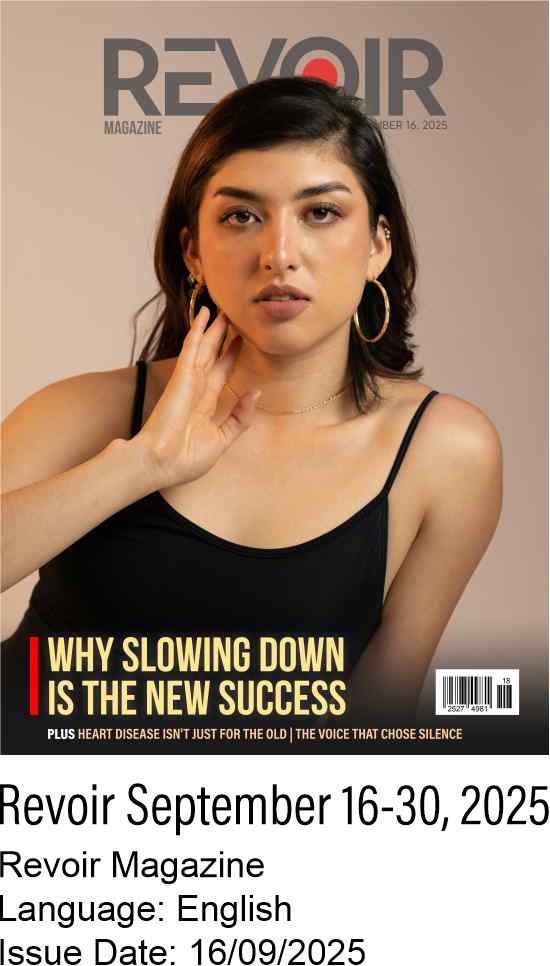 REVOIR
MAGAZINE
16, 2025
WHY SLOWING DOWN
IS THE NEW SUCCESS
PLUS HEART DISEASE ISN'T JUST FOR THE OLD | THE VOICE THAT CHOSE SILENCE
18
2527 4981
Revoir September 16-30, 2025
Revoir Magazine
Language: English
Issue Date: 16/09/2025